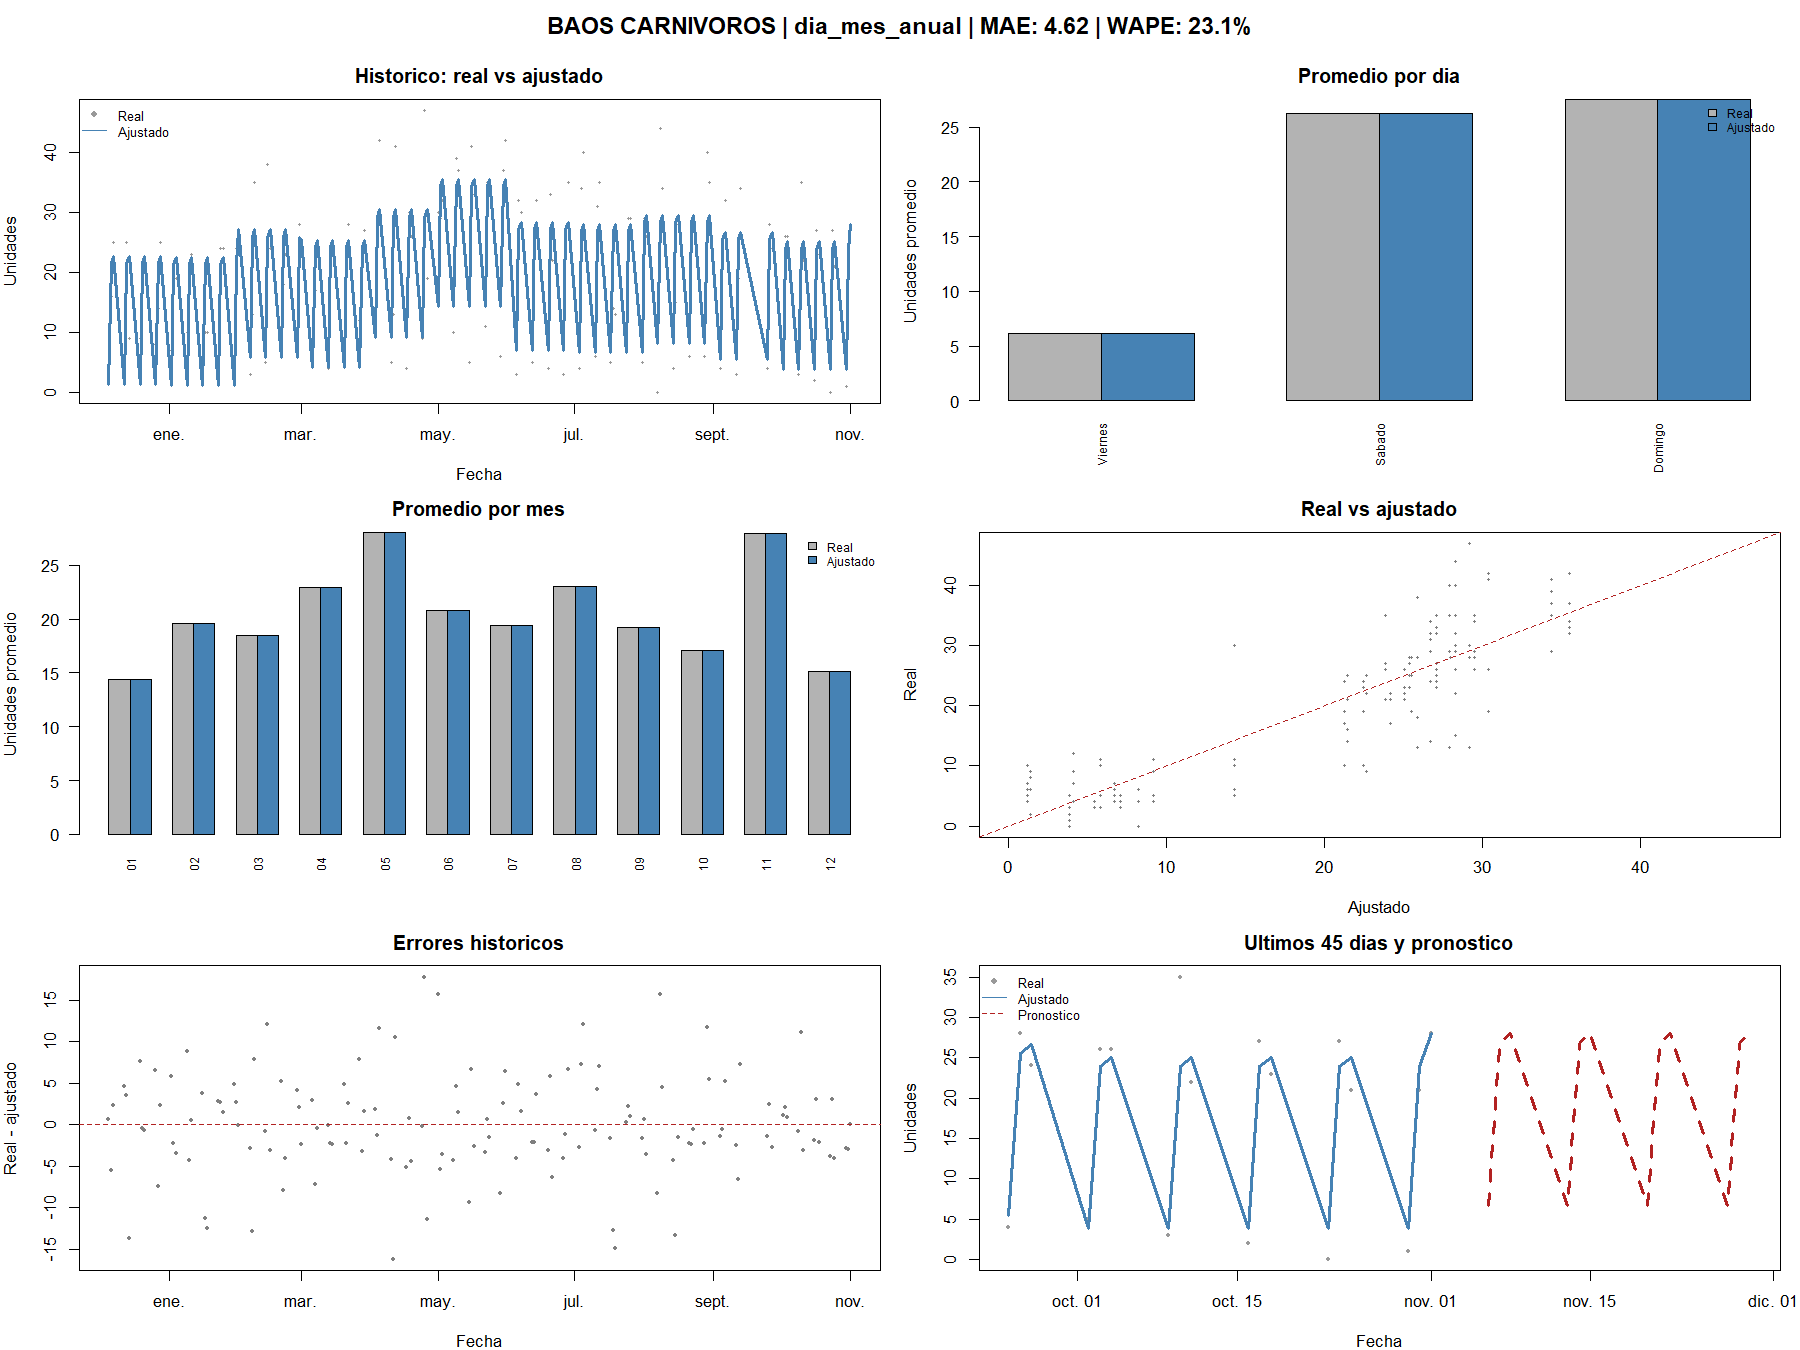 BAOS CARNIVOROS | dia_mes_anual | MAE: 4.62 | WAPE: 23.1%
Historico: real vs ajustado
Real
Ajustado
Unidades
0 10 20 30 40
ene. mar. may. jul. sept. nov.
Fecha
Promedio por dia
Real
Ajustado
Unidades promedio
0 5 10 15 20 25
Viernes Sabado Domingo
Promedio por mes
Real
Ajustado
Unidades promedio
0 5 10 15 20 25
01 02 03 04 05 06 07 08 09 10 11 12
Real vs ajustado
Real
0 10 20 30 40
0 10 20 30 40
Ajustado
Errores historicos
Real - ajustado
-15 -10 -5 0 5 10 15
ene. mar. may. jul. sept. nov.
Fecha
Ultimos 45 dias y pronostico
Real
Ajustado
Pronostico
Unidades
0 5 10 15 20 25 30 35
oct. 01 oct. 15 nov. 01 nov. 15 dic. 01
Fecha